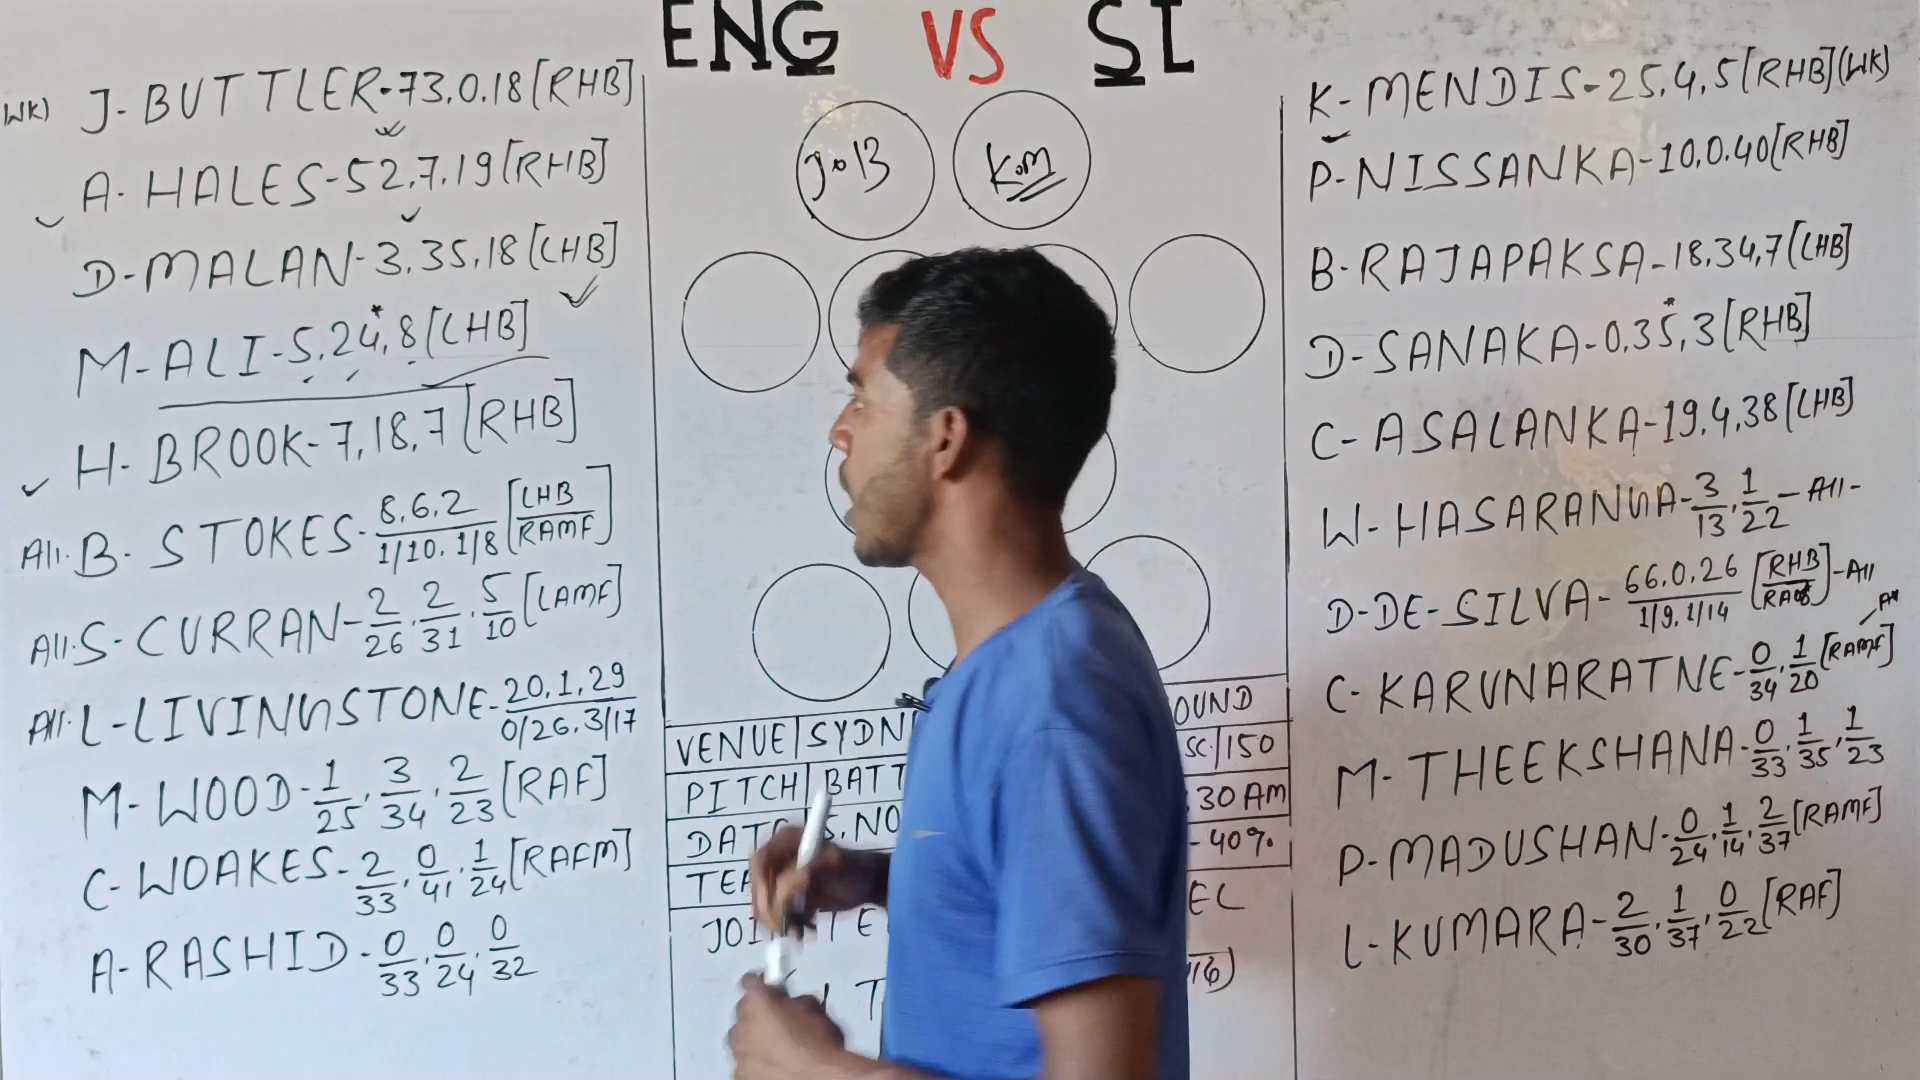 ENG VS SL
WK) J-BUTTLER-73.0.18[RHB]
A-HALES-52.7.19[RHB]
D-MALAN-3.35.18[LHB]
M-ALI-5.24*.8[LHB]
H-BROOK-7.18.7[RHB]
All.B-STOKES-8.6.2 / 1/10.1/8 [LHB/RAMF]
All.S-CURRAN-2/26.2/31.5/10[LAMF]
All.L-LIVINGSTONE-20.1.29 / 0/26.3/17
M-WOOD-1/25.3/34.2/23[RAF]
C-WOAKES-2/33.0/41.1/24[RAFM]
A-RASHID-0/33.0/24.0/32
J.B
K.M
VENUE|SYDN OUND
PITCH|BATT SC/150
DATE 5.NO 30AM
-40%
EL
K-MENDIS-25.4.5[RHB](WK)
P-NISSANKA-10.0.40[RHB]
B-RAJAPAKSA-18.34.7[LHB]
D-SANAKA-0.35*.3[RHB]
C-ASALANKA-19.4.38[LHB]
W-HASARANGA-3/13.1/22-All-
D-DE-SILVA-66.0.26 / 1/9.1/14 [RHB/]-All
C-KARUNARATNE-0/34.1/20[RAMF] All
M-THEEKSHANA-0/33.1/35.1/23
P-MADUSHAN-0/24.1/14.2/37[RAMF]
L-KUMARA-2/30.1/37.0/22[RAF]